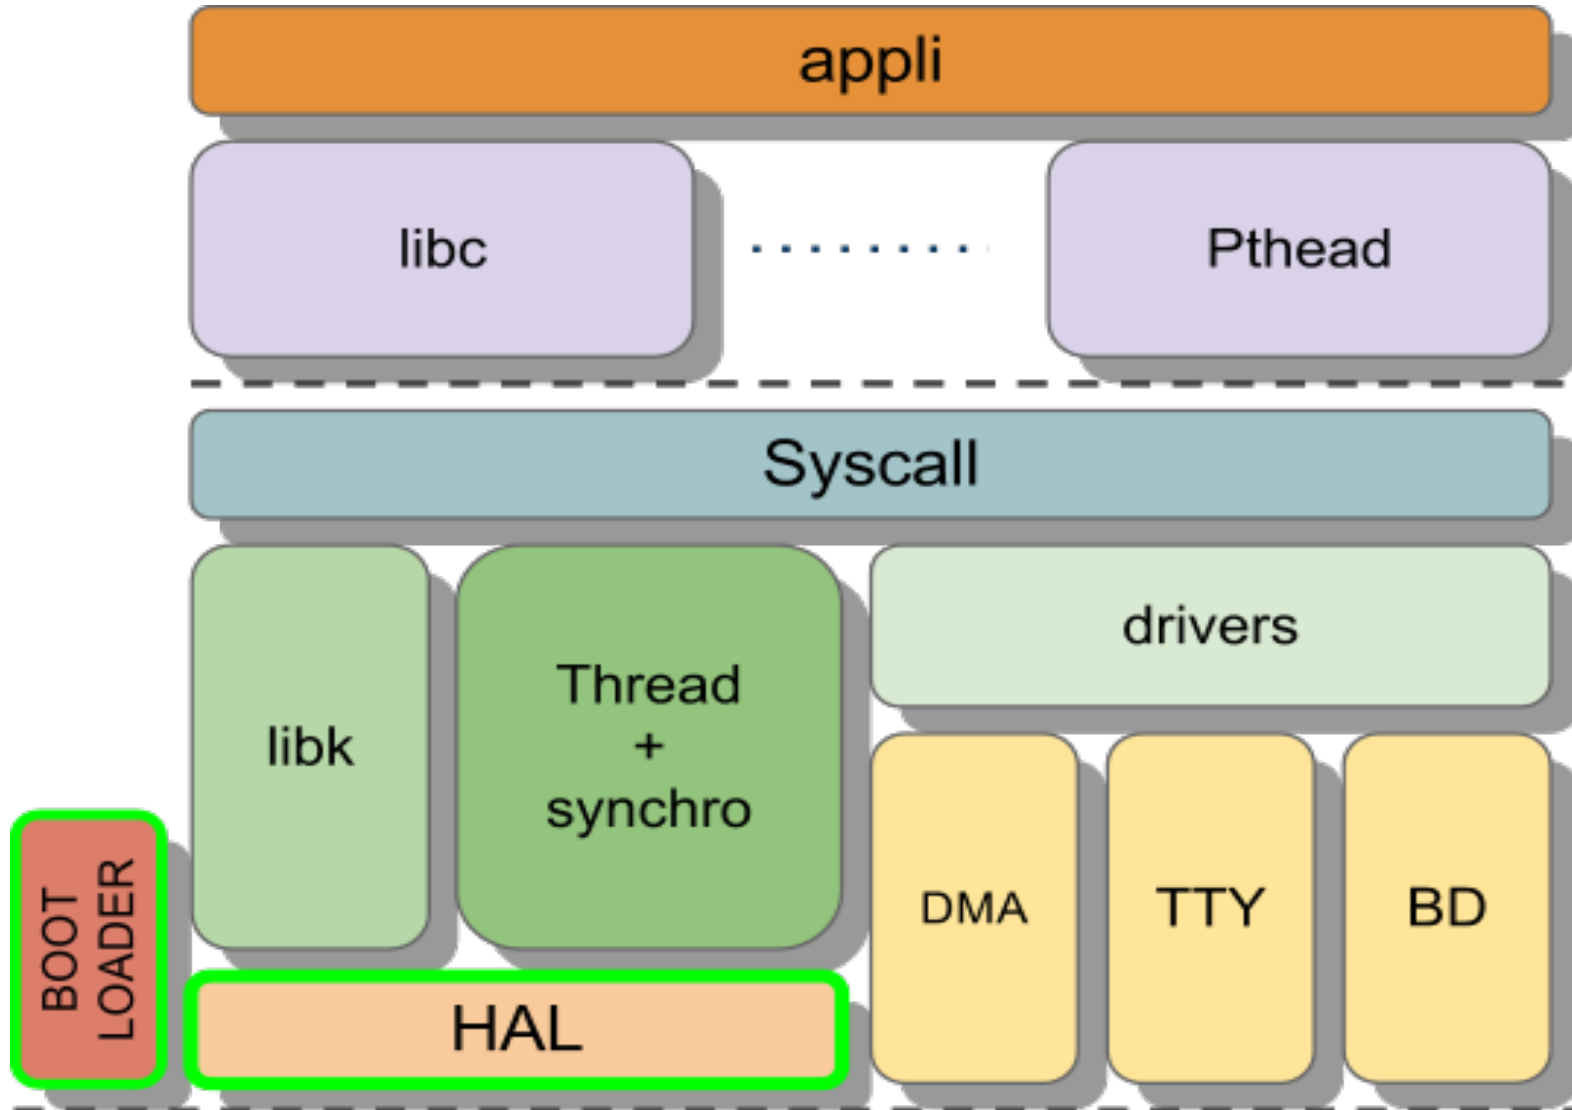 appli
libc
Pthead
Syscall
libk
Thread
+
synchro
drivers
DMA
TTY
BD
BOOT
LOADER
HAL